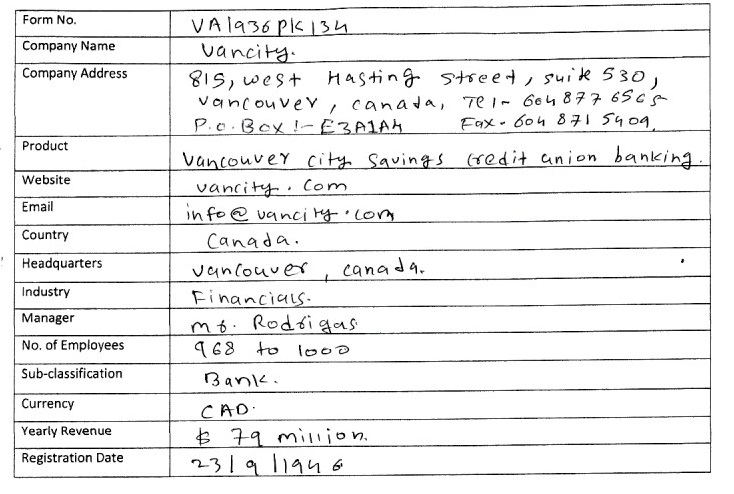 Form No. VA1936PK134
Company Name Vancity.
Company Address 815, West Hasting Street, suite 530,
Vancouver, Canada, Tel- 604 877 6565
P.O. Box :- E3A1A4 Fax- 604 871 5409.
Product Vancouver City Savings Credit Union banking.
Website vancity.com
Email info@vancity.com
Country Canada.
Headquarters Vancouver, Canada.
Industry Financials.
Manager Mr. Rodrigas.
No. of Employees 968 to 1000
Sub-classification Bank.
Currency CAD.
Yearly Revenue $ 79 million.
Registration Date 23/9/1946